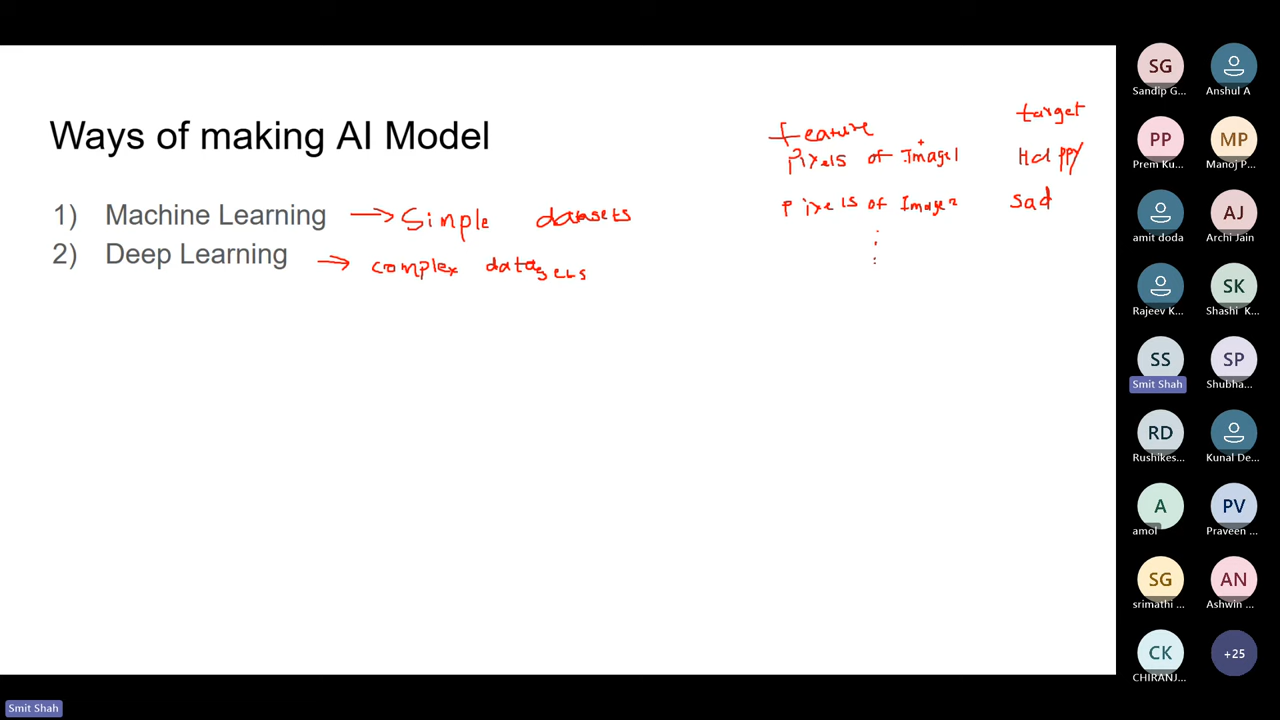 Ways of making AI Model
1) Machine Learning → Simple datasets
2) Deep Learning → complex datasets
feature target
Pixels of Image1 Happy
Pixels of Image2 sad
SG
Sandip G...
Anshul A
PP
Prem Ku...
MP
Manoj P...
amit doda
AJ
Archi Jain
Rajeev K...
SK
Shashi K...
SS
Smit Shah
SP
Shubha...
RD
Rushikes...
Kunal De...
A
amol
PV
Praveen ...
SG
srimathi ...
AN
Ashwin ...
CK
CHIRANJ...
+25
Smit Shah